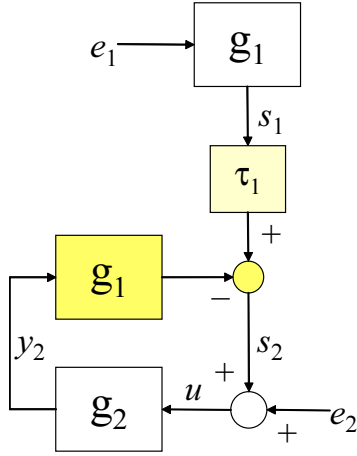 e₁
g₁
s₁
τ₁
+
g₁
−
y₂
s₂
+
g₂
u
+
e₂